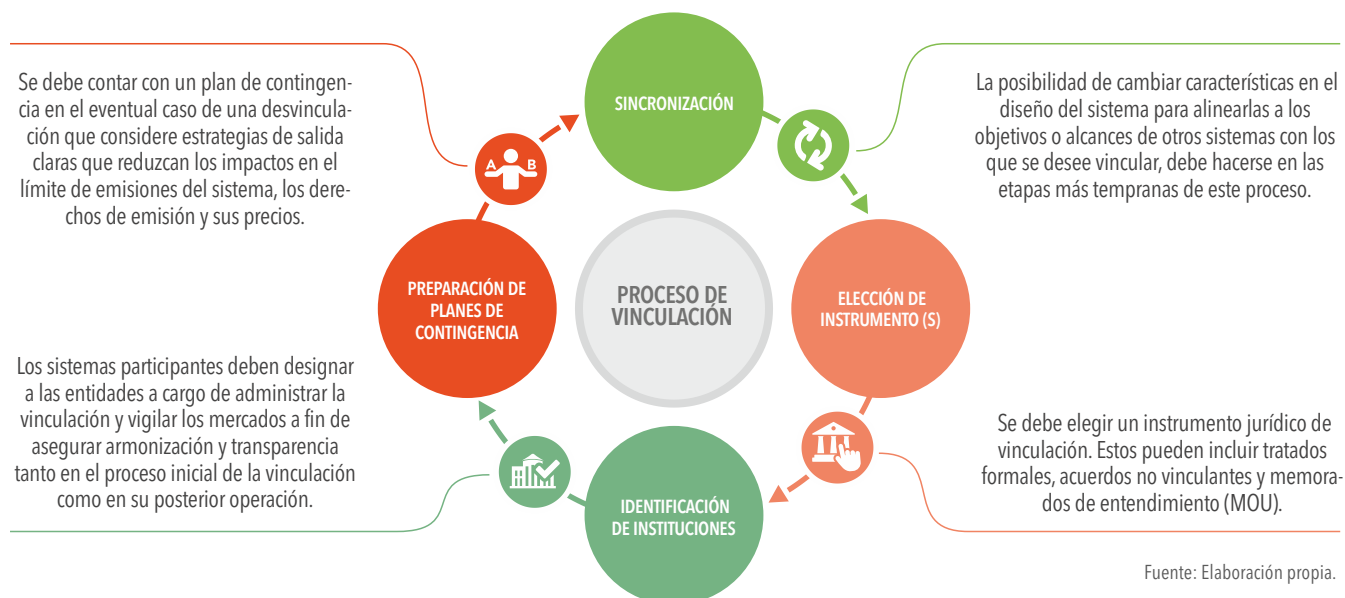 Se debe contar con un plan de contingen-
cia en el eventual caso de una desvincula-
ción que considere estrategias de salida
claras que reduzcan los impactos en el
límite de emisiones del sistema, los dere-
chos de emisión y sus precios.
A B
SINCRONIZACIÓN
La posibilidad de cambiar características en el
diseño del sistema para alinearlas a los
objetivos o alcances de otros sistemas con los
que se desee vincular, debe hacerse en las
etapas más tempranas de este proceso.
PREPARACIÓN DE
PLANES DE
CONTINGENCIA
PROCESO DE
VINCULACIÓN
ELECCIÓN DE
INSTRUMENTO (S)
Los sistemas participantes deben designar
a las entidades a cargo de administrar la
vinculación y vigilar los mercados a fin de
asegurar armonización y transparencia
tanto en el proceso inicial de la vinculación
como en su posterior operación.
IDENTIFICACIÓN
DE INSTITUCIONES
Se debe elegir un instrumento jurídico de
vinculación. Estos pueden incluir tratados
formales, acuerdos no vinculantes y memora-
dos de entendimiento (MOU).
Fuente: Elaboración propia.